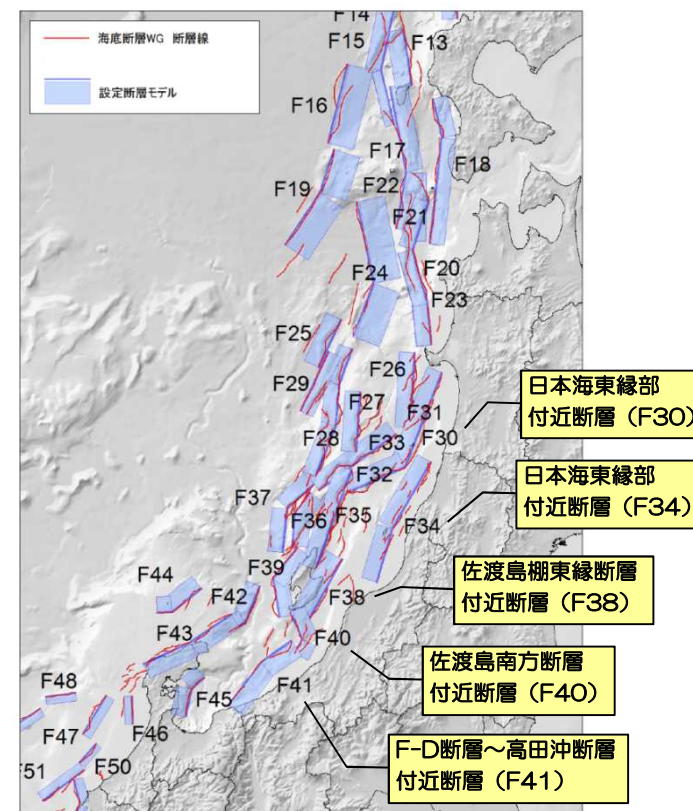 海底断層WG 断層線
設定断層モデル
F14
F15
F13
F16
F17
F18
F22
F19
F21
F20
F24
F23
F25
F26
F29
F27
F31
F28
F33
F30
F32
F37
F36
F35
F34
F39
F44
F42
F38
F43
F40
F48
F45
F41
F46
F47
F50
F51
日本海東縁部
付近断層（F30）
日本海東縁部
付近断層（F34）
佐渡島棚東縁断層
付近断層（F38）
佐渡島南方断層
付近断層（F40）
F-D断層～高田沖断層
付近断層（F41）